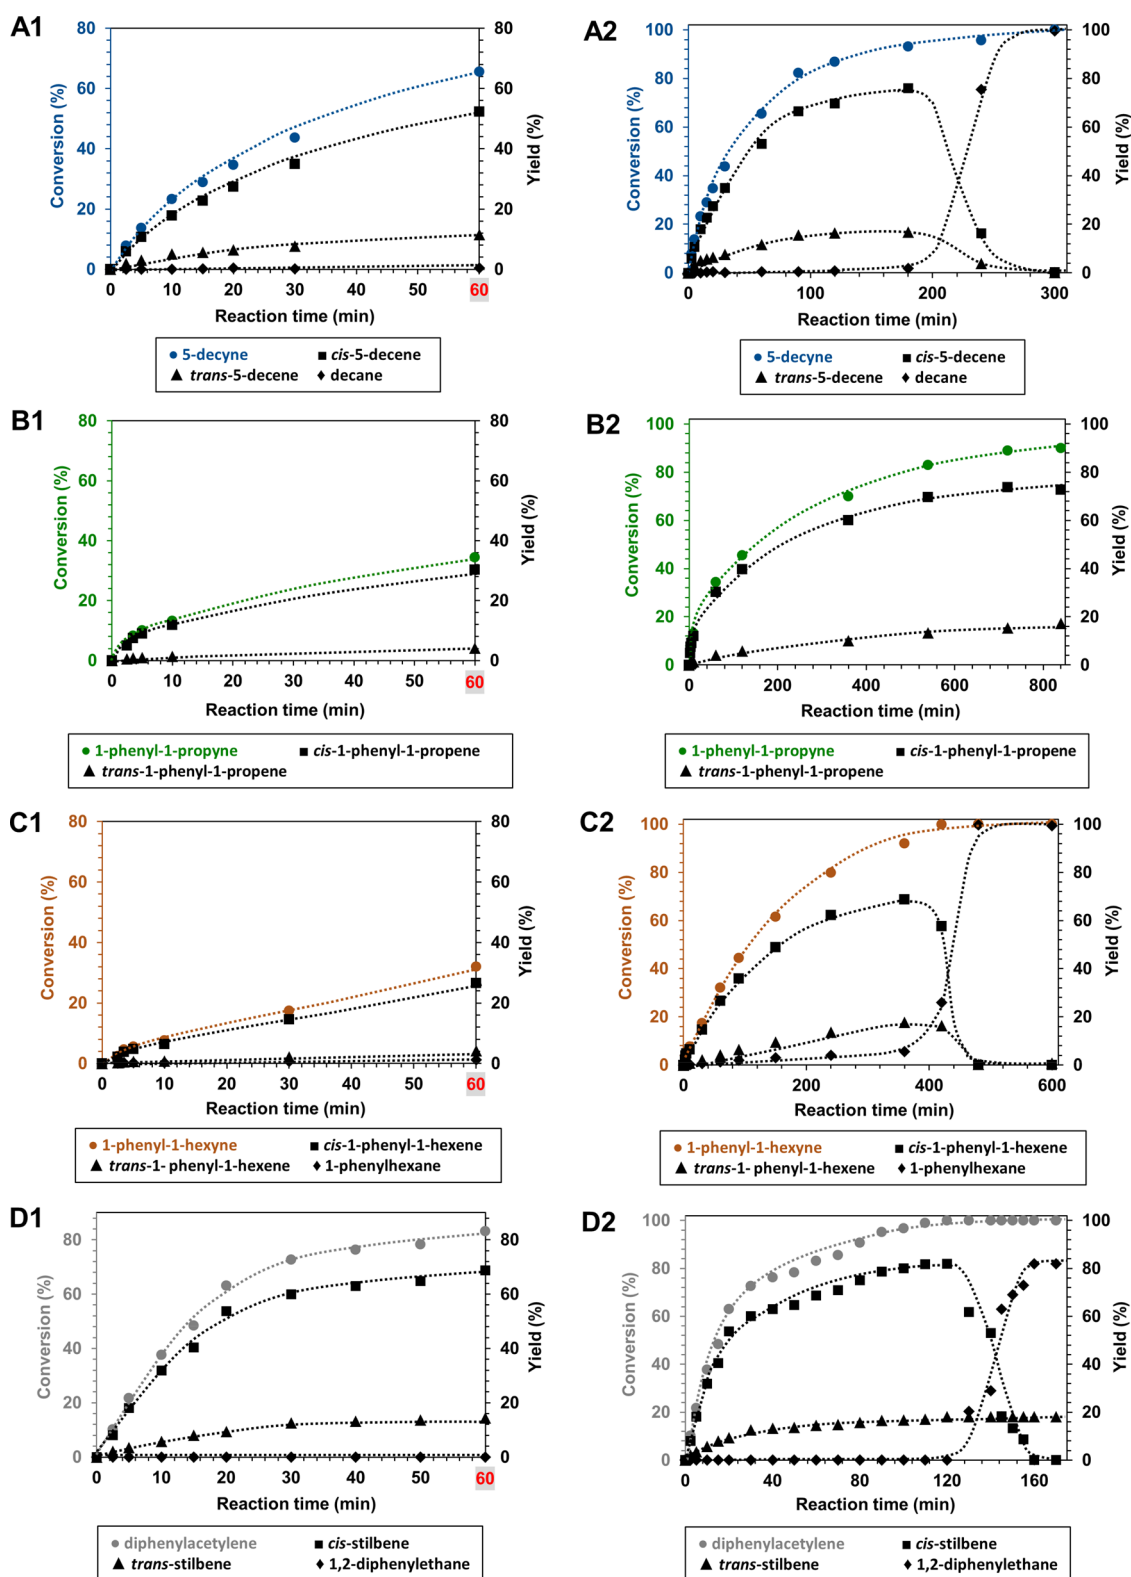 A1
80
60
40
20
0
Conversion (%)
80
60
40
20
0
Yield (%)
0 10 20 30 40 50 60
Reaction time (min)
5-decyne cis-5-decene
trans-5-decene decane
A2
100
80
60
40
20
0
Conversion (%)
100
80
60
40
20
0
Yield (%)
0 100 200 300
Reaction time (min)
5-decyne cis-5-decene
trans-5-decene decane
B1
80
60
40
20
0
Conversion (%)
80
60
40
20
0
Yield (%)
0 10 20 30 40 50 60
Reaction time (min)
1-phenyl-1-propyne cis-1-phenyl-1-propene
trans-1-phenyl-1-propene
B2
100
80
60
40
20
0
Conversion (%)
100
80
60
40
20
0
Yield (%)
0 200 400 600 800
Reaction time (min)
1-phenyl-1-propyne cis-1-phenyl-1-propene
trans-1-phenyl-1-propene
C1
80
60
40
20
0
Conversion (%)
80
60
40
20
0
Yield (%)
0 10 20 30 40 50 60
Reaction time (min)
1-phenyl-1-hexyne cis-1-phenyl-1-hexene
trans-1- phenyl-1-hexene 1-phenylhexane
C2
100
80
60
40
20
0
Conversion (%)
100
80
60
40
20
0
Yield (%)
0 200 400 600
Reaction time (min)
1-phenyl-1-hexyne cis-1-phenyl-1-hexene
trans-1- phenyl-1-hexene 1-phenylhexane
D1
80
60
40
20
0
Conversion (%)
80
60
40
20
0
Yield (%)
0 10 20 30 40 50 60
Reaction time (min)
diphenylacetylene cis-stilbene
trans-stilbene 1,2-diphenylethane
D2
100
80
60
40
20
0
Conversion (%)
100
80
60
40
20
0
Yield (%)
0 40 80 120 160
Reaction time (min)
diphenylacetylene cis-stilbene
trans-stilbene 1,2-diphenylethane